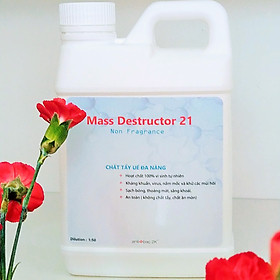 Mass Destructor 21
Non Fragrance
CHẤT TẨY UẾ ĐA NĂNG
Hoạt chất 100% vi sinh tự nhiên
Kháng khuẩn, virus, nấm mốc và khử các mùi hôi
Sạch bóng, thoáng mát, sảng khoái,
An toàn ( không chất tẩy, chất ăn mòn)
Dilution : 1:50